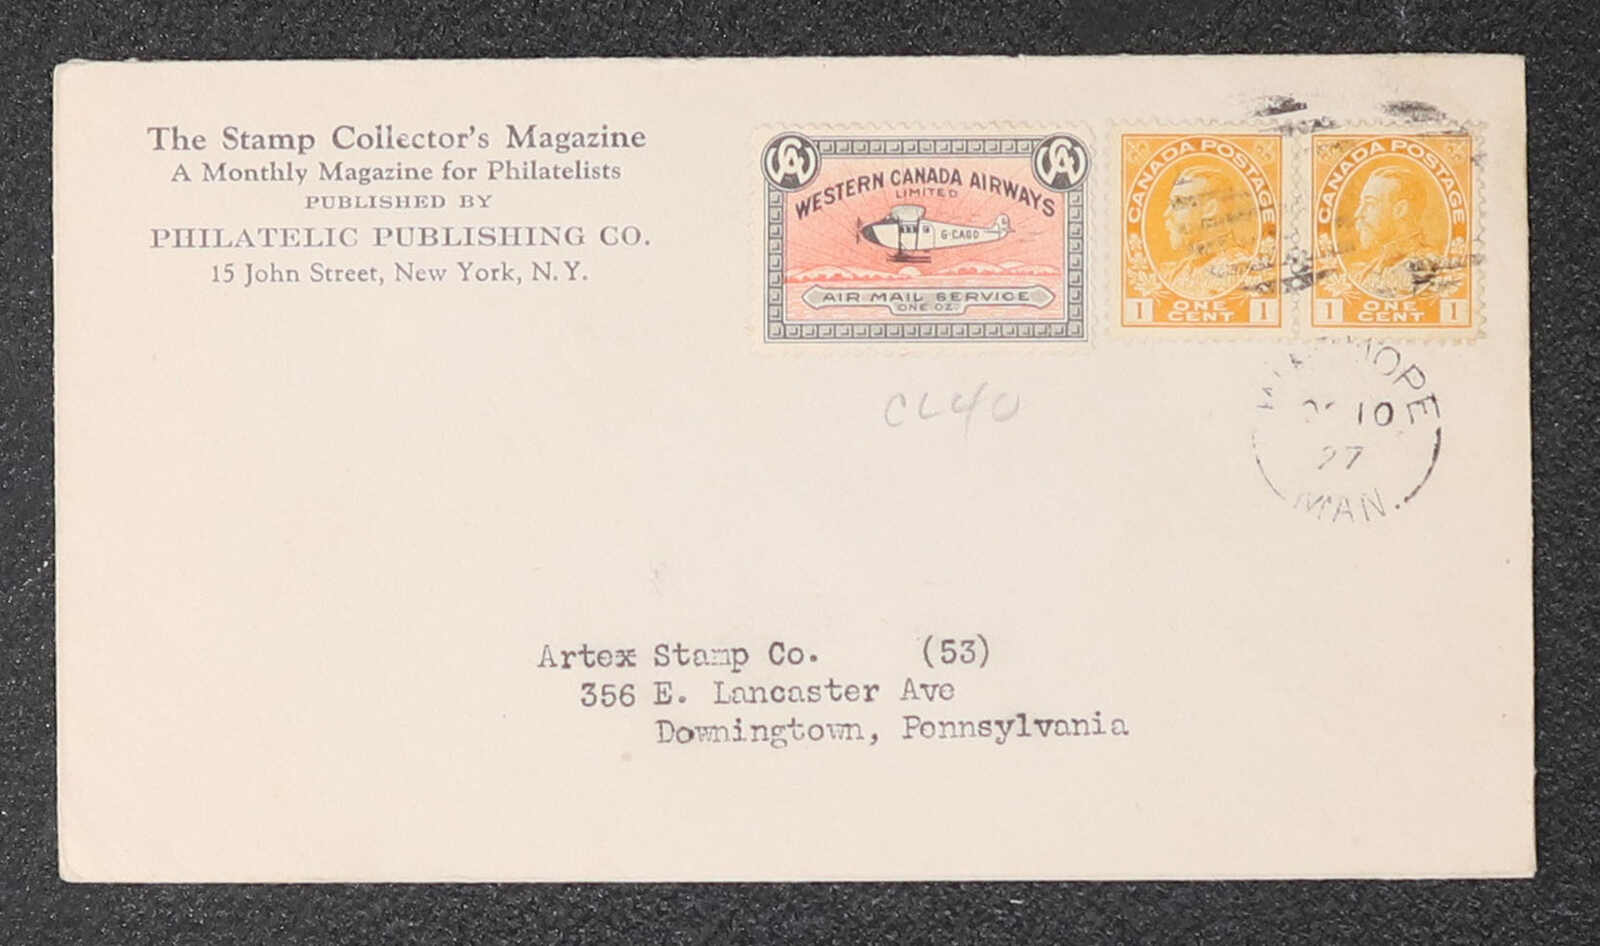 The Stamp Collector's Magazine
A Monthly Magazine for Philatelists
PUBLISHED BY
PHILATELIC PUBLISHING CO.
15 John Street, New York, N.Y.
WESTERN CANADA AIRWAYS
LIMITED
G-CAGD
AIR MAIL SERVICE
ONE OZ.
CANADA POSTAGE
1 ONE CENT 1
CANADA POSTAGE
1 ONE CENT 1
CL40
10
27
MAN.
Artex Stamp Co. (53)
356 E. Lancaster Ave
Downingtown, Pennsylvania